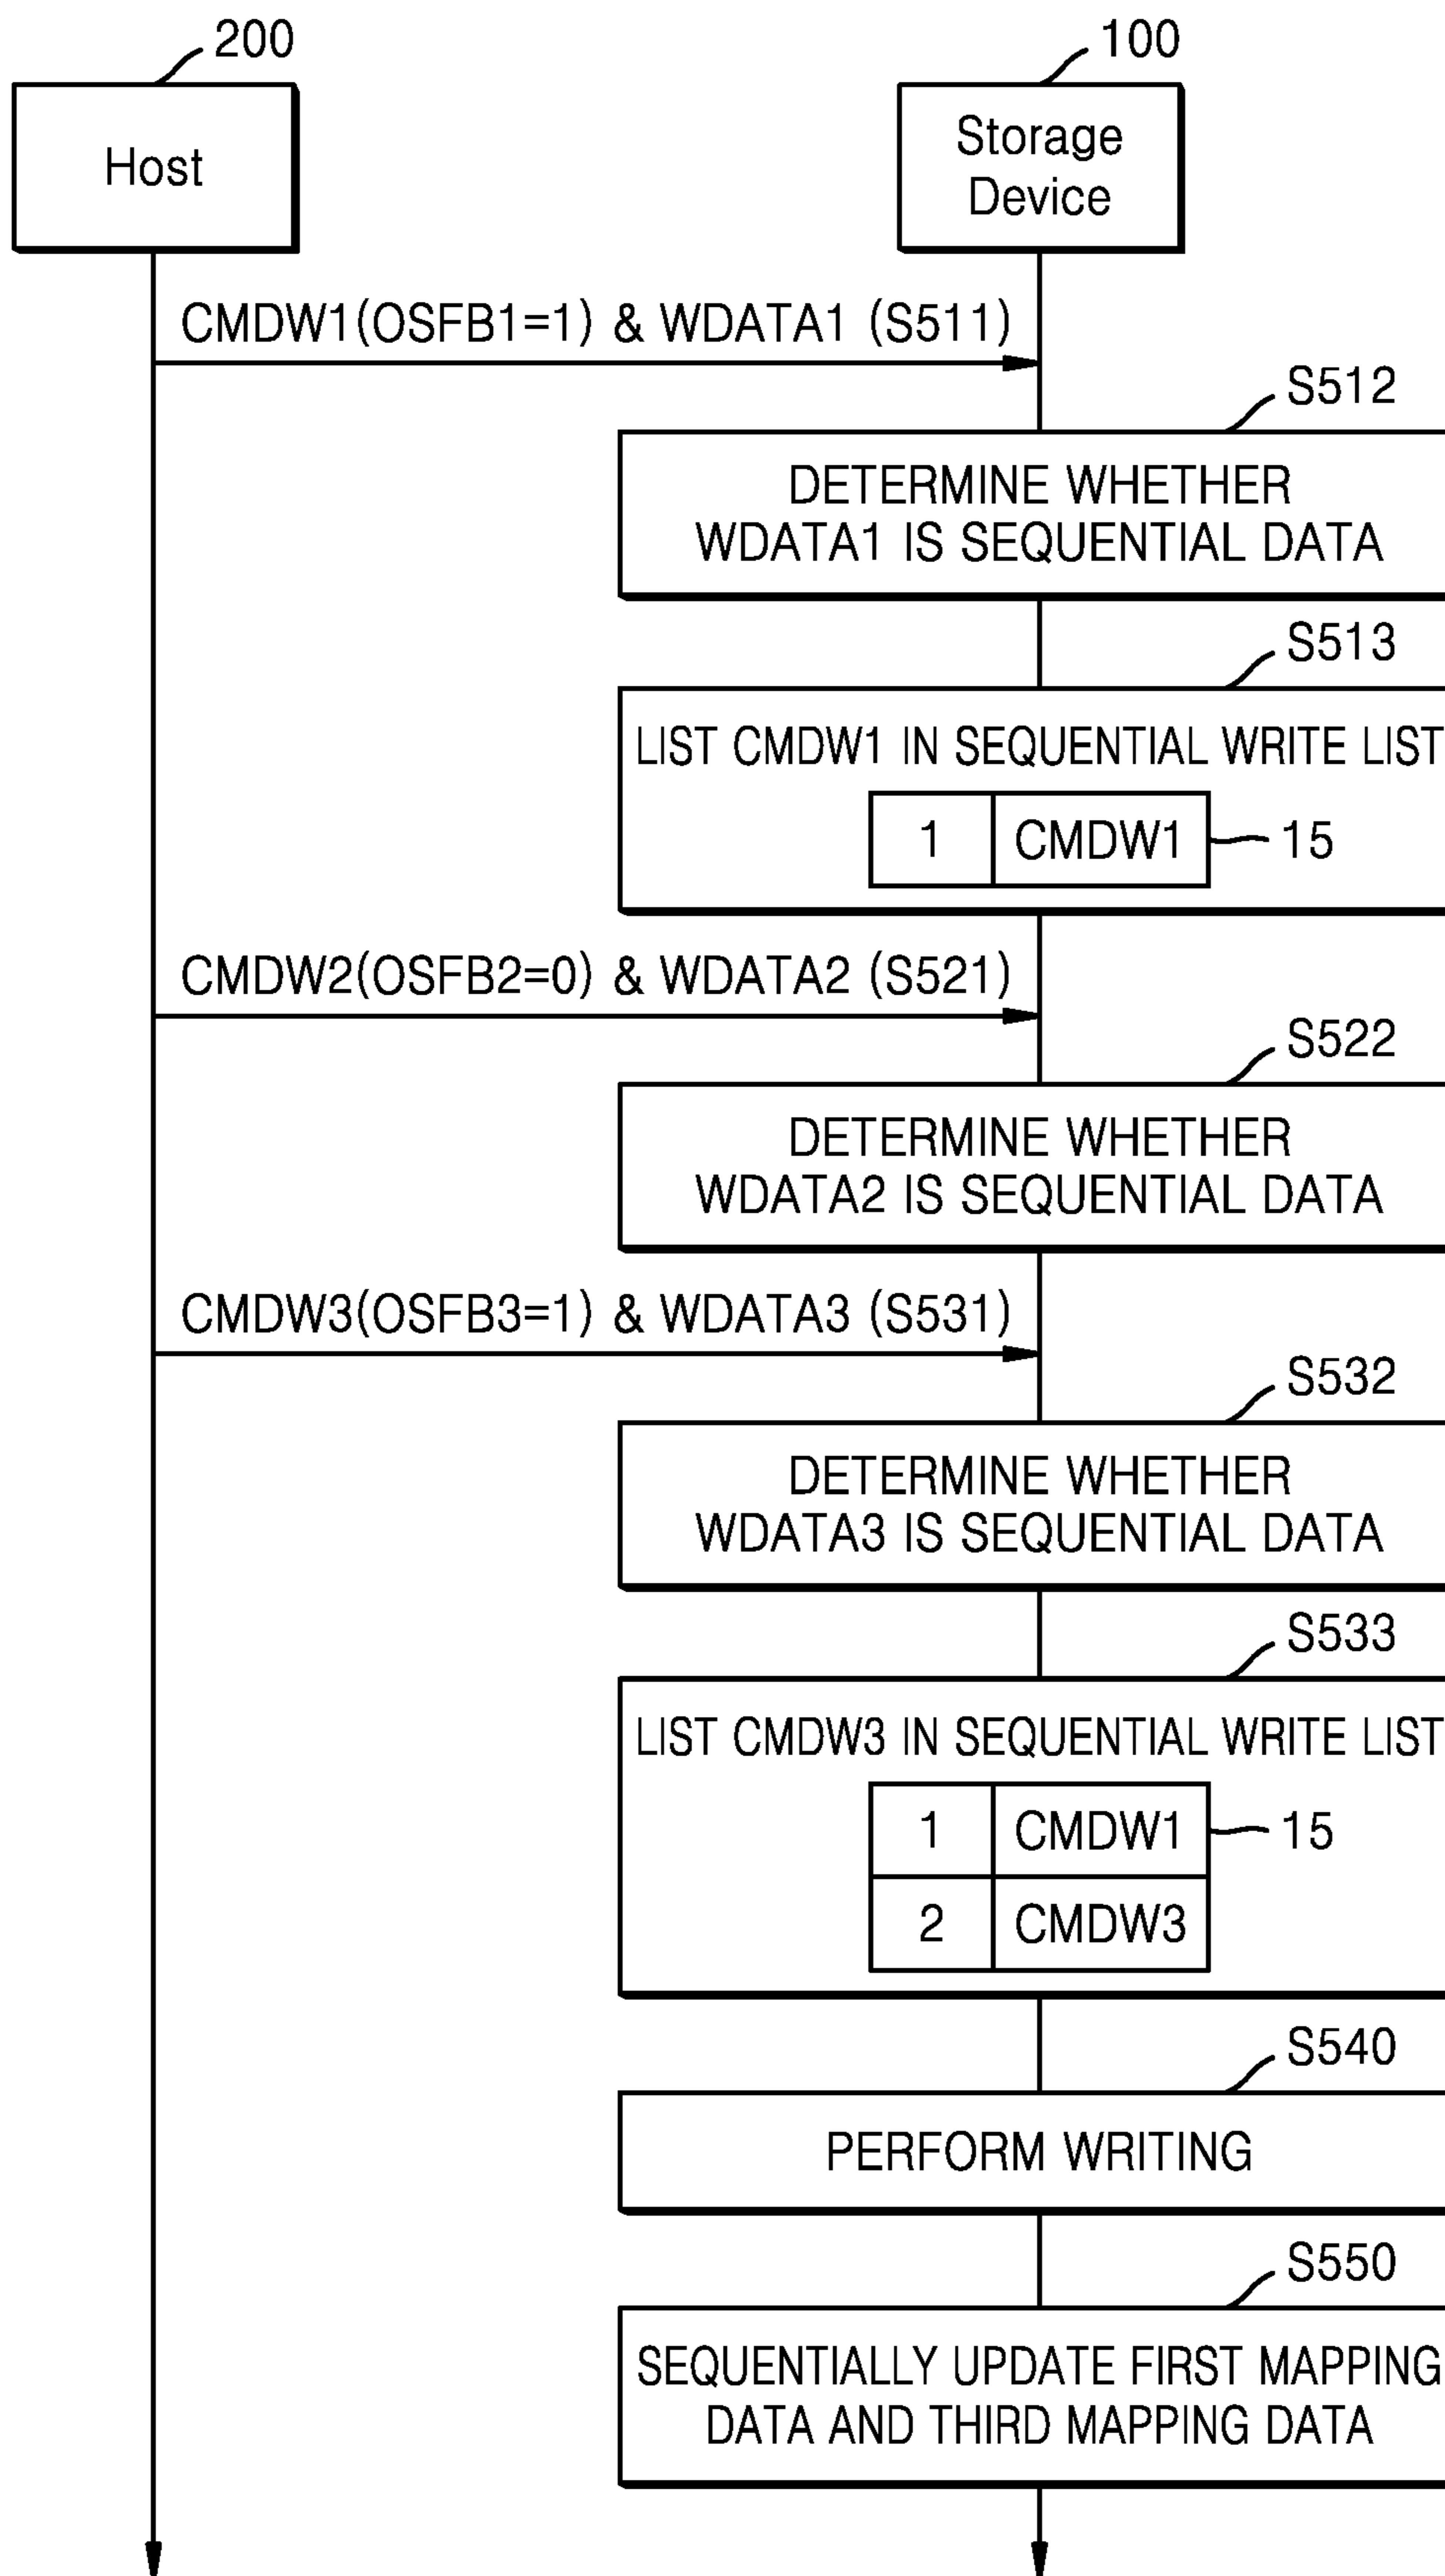 200
100
Host
Storage
Device
CMDW1(OSFB1=1) & WDATA1 (S511)
S512
DETERMINE WHETHER
WDATA1 IS SEQUENTIAL DATA
S513
LIST CMDW1 IN SEQUENTIAL WRITE LIST
1 CMDW1 15
CMDW2(OSFB2=0) & WDATA2 (S521)
S522
DETERMINE WHETHER
WDATA2 IS SEQUENTIAL DATA
CMDW3(OSFB3=1) & WDATA3 (S531)
S532
DETERMINE WHETHER
WDATA3 IS SEQUENTIAL DATA
S533
LIST CMDW3 IN SEQUENTIAL WRITE LIST
1 CMDW1 15
2 CMDW3
S540
PERFORM WRITING
S550
SEQUENTIALLY UPDATE FIRST MAPPING
DATA AND THIRD MAPPING DATA